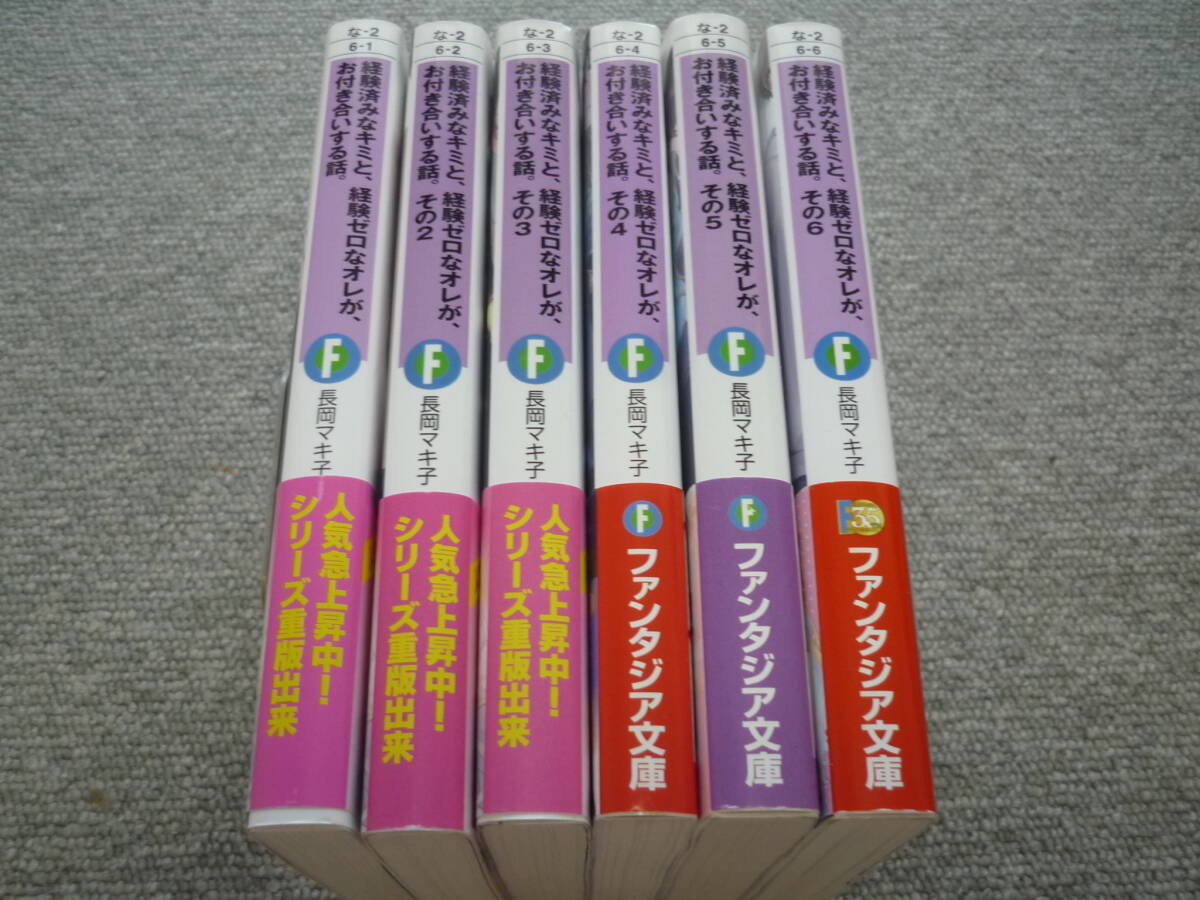 な-2
6-1
経験済みなキミと、経験ゼロなオレが、
お付き合いする話。
F
長岡マキ子
人気急上昇中!
シリーズ重版出来
な-2
6-2
経験済みなキミと、経験ゼロなオレが、
お付き合いする話。その2
F
長岡マキ子
人気急上昇中!
シリーズ重版出来
な-2
6-3
経験済みなキミと、経験ゼロなオレが、
お付き合いする話。その3
F
長岡マキ子
人気急上昇中!
シリーズ重版出来
な-2
6-4
経験済みなキミと、経験ゼロなオレが、
お付き合いする話。その4
F
長岡マキ子
F
ファンタジア文庫
な-2
6-5
経験済みなキミと、経験ゼロなオレが、
お付き合いする話。その5
F
長岡マキ子
F
ファンタジア文庫
な-2
6-6
経験済みなキミと、経験ゼロなオレが、
お付き合いする話。その6
F
長岡マキ子
F35
ファンタジア文庫